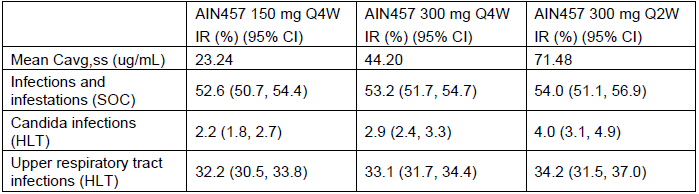 AIN457 150 mg Q4W AIN457 300 mg Q4W AIN457 300 mg Q2W
IR (%) (95% CI) IR (%) (95% CI) IR (%) (95% CI)
Mean Cavg,ss (ug/mL) 23.24 44.20 71.48
Infections and 52.6 (50.7, 54.4) 53.2 (51.7, 54.7) 54.0 (51.1, 56.9)
infestations (SOC)
Candida infections 2.2 (1.8, 2.7) 2.9 (2.4, 3.3) 4.0 (3.1, 4.9)
(HLT)
Upper respiratory tract 32.2 (30.5, 33.8) 33.1 (31.7, 34.4) 34.2 (31.5, 37.0)
infections (HLT)